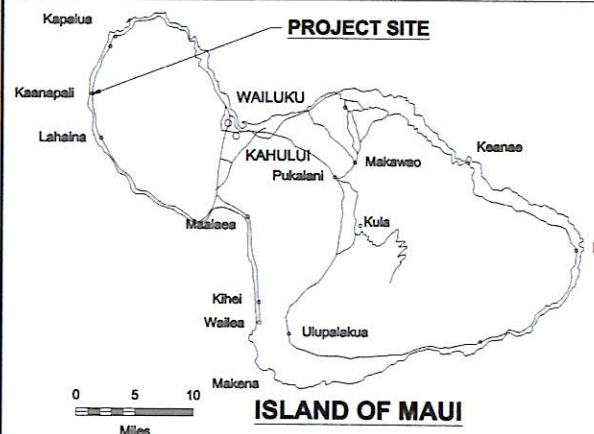 Kapalua
PROJECT SITE
Kaanapali
WAILUKU
Lahaina
KAHULUI
Keanae
Makawao
Pukalani
Maalaea
Kula
Kihei
Wailea
Ulupalakua
Makena
0 5 10
Miles
ISLAND OF MAUI